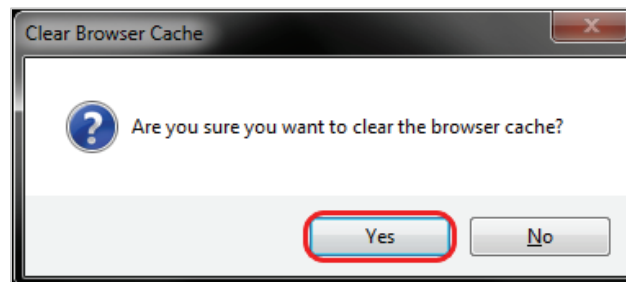 Clear Browser Cache
Are you sure you want to clear the browser cache?
Yes
No